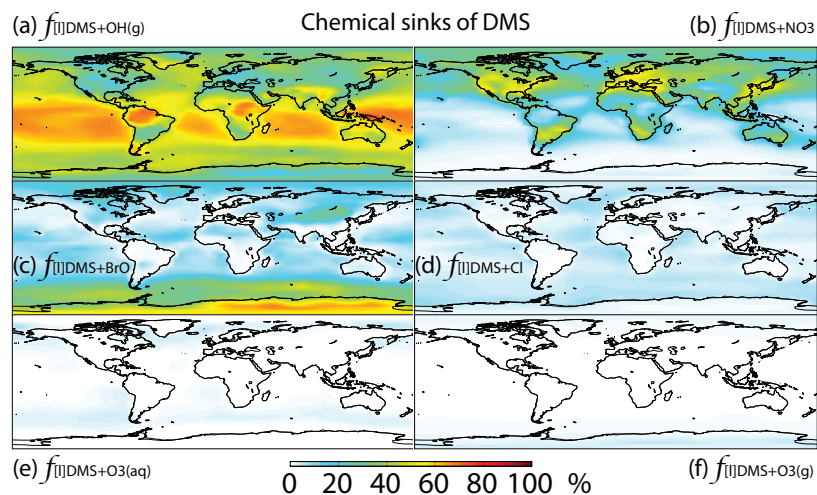 (a) f[l]DMS+OH(g) Chemical sinks of DMS (b) f[l]DMS+NO3
(c) f[l]DMS+BrO (d) f[l]DMS+Cl
(e) f[l]DMS+O3(aq) 0 20 40 60 80 100 % (f) f[l]DMS+O3(g)